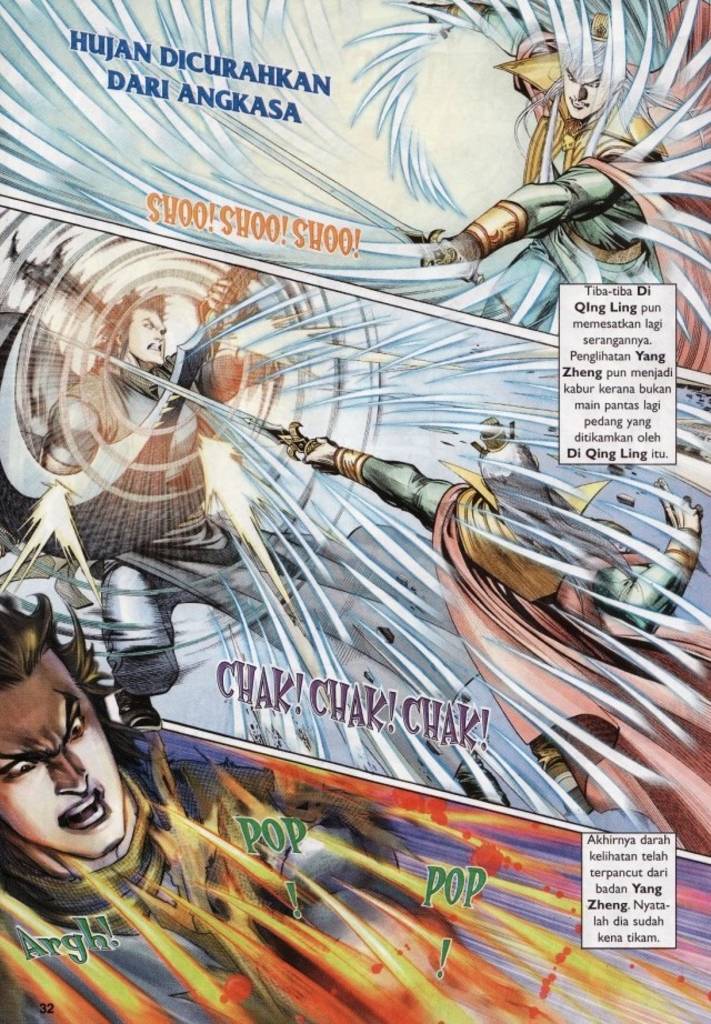 HUJAN DICURAHKAN
DARI ANGKASA
SHOO! SHOO! SHOO!
Tiba-tiba Di
QIng Ling pun
memesatkan lagi
serangannya.
Penglihatan Yang
Zheng pun menjadi
kabur kerana bukan
main pantas lagi
pedang yang
ditikamkan oleh
Di Qing Ling itu.
CHAK! CHAK! CHAK!
POP
!
POP
!
Argh!
Akhirnya darah
kelihatan telah
terpancut dari
badan Yang
Zheng. Nyata-
lah dia sudah
kena tikam.
32